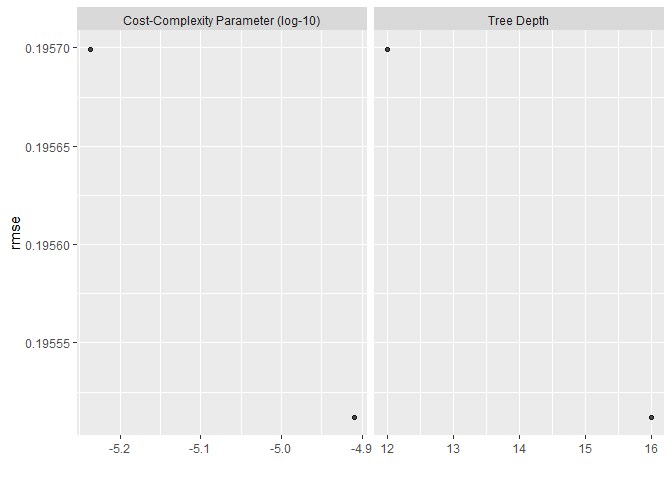 Cost-Complexity Parameter (log-10) Tree Depth
0.19570
0.19565
0.19560
0.19555
rmse
-5.2 -5.1 -5.0 -4.9 12 13 14 15 16